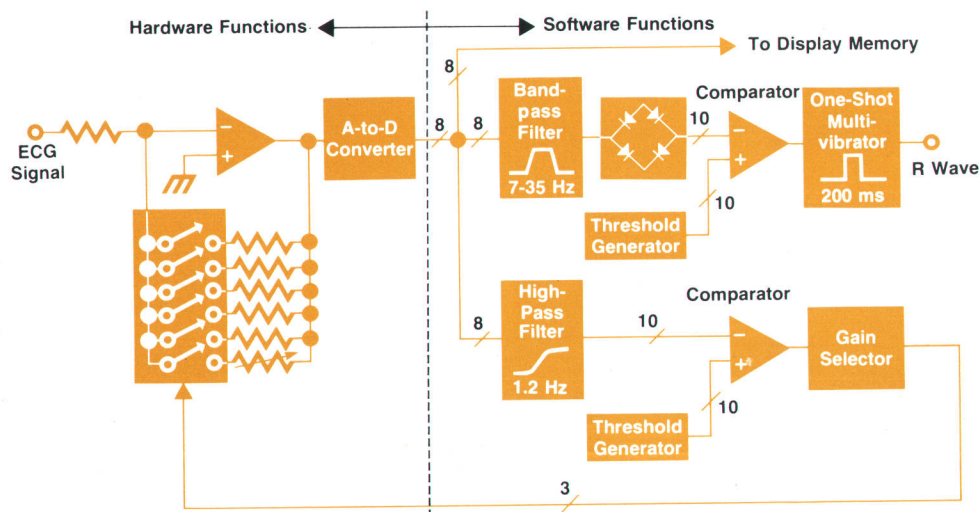 Hardware Functions
Software Functions
To Display Memory
8
ECG
Signal
−
+
A-to-D
Converter
8
8
Band-
pass
Filter
7-35 Hz
10
Comparator
−
+
10
Threshold
Generator
One-Shot
Multi-
vibrator
200 ms
R Wave
8
High-
Pass
Filter
1.2 Hz
10
Comparator
−
+
10
Threshold
Generator
Gain
Selector
3